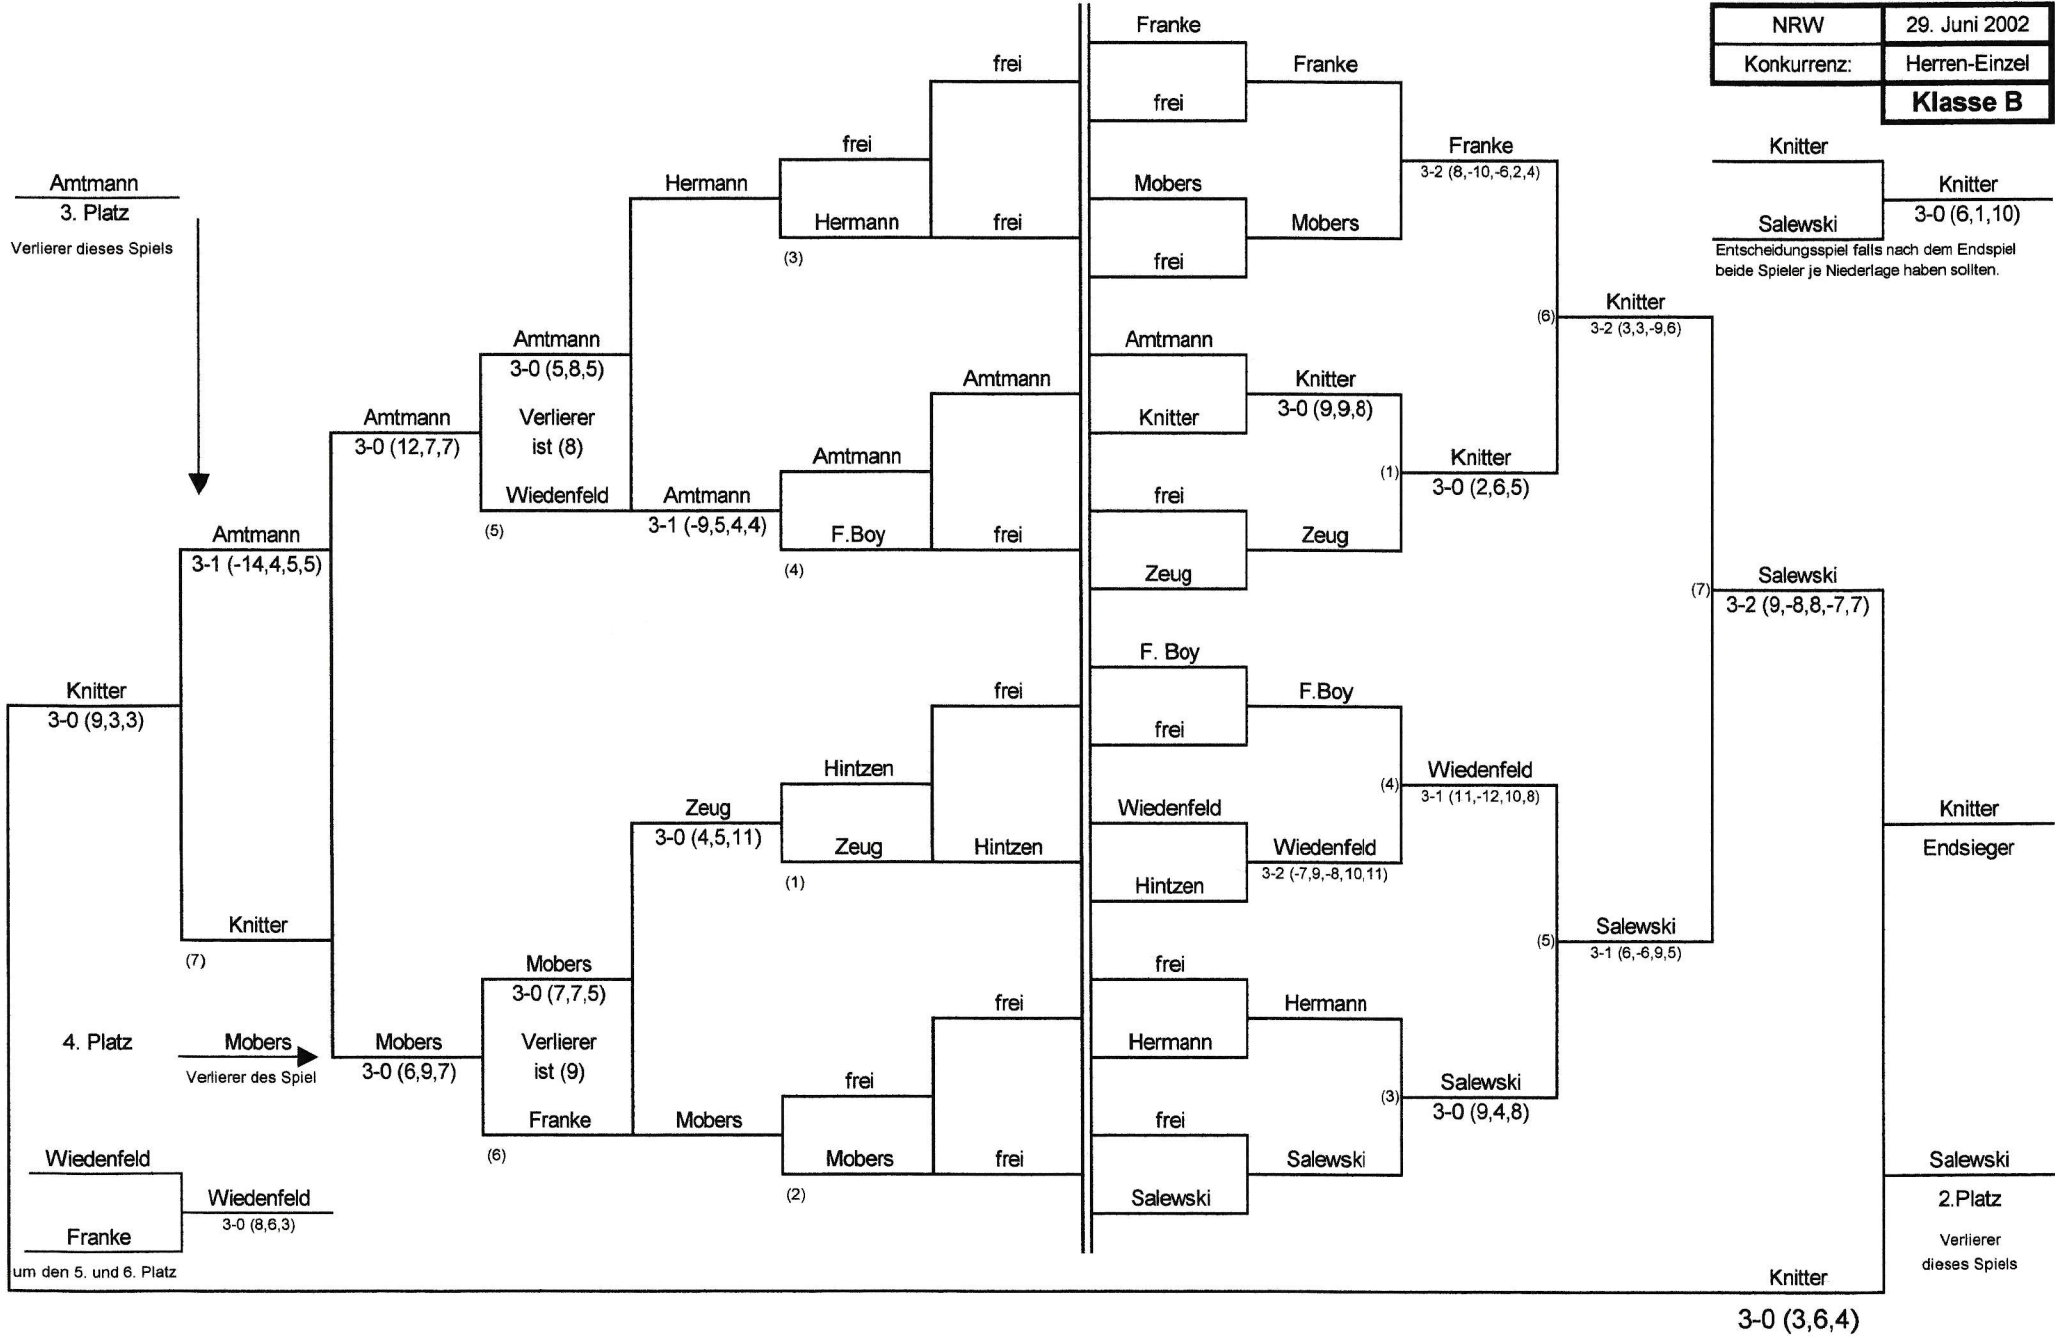 NRW
29. Juni 2002
Konkurrenz:
Herren-Einzel
Klasse B
Amtmann
3. Platz
Verlierer dieses Spiels
Knitter
3-0 (9,3,3)
Amtmann
3-1 (-14,4,5,5)
Knitter
(7)
4. Platz
Mobers
Verlierer des Spiel
Wiedenfeld
Franke
Wiedenfeld
3-0 (8,6,3)
um den 5. und 6. Platz
Amtmann
3-0 (12,7,7)
Mobers
3-0 (6,9,7)
Amtmann
3-0 (5,8,5)
Verlierer
ist (8)
Wiedenfeld
(5)
Mobers
3-0 (7,7,5)
Verlierer
ist (9)
Franke
(6)
Hermann
Amtmann
3-1 (-9,5,4,4)
Zeug
3-0 (4,5,11)
Mobers
frei
Hermann
(3)
Amtmann
F.Boy
(4)
Hintzen
Zeug
(1)
frei
Mobers
(2)
frei
frei
Amtmann
frei
frei
Hintzen
frei
frei
Franke
frei
Mobers
frei
Amtmann
Knitter
frei
Zeug
F. Boy
frei
Wiedenfeld
Hintzen
frei
Hermann
frei
Salewski
Franke
Mobers
Knitter
3-0 (9,9,8)
Zeug
F.Boy
Wiedenfeld
3-2 (-7,9,-8,10,11)
Hermann
Salewski
Franke
3-2 (8,-10,-6,2,4)
(1)
Knitter
3-0 (2,6,5)
(4)
Wiedenfeld
3-1 (11,-12,10,8)
(3)
Salewski
3-0 (9,4,8)
(6)
Knitter
3-2 (3,3,-9,6)
(5)
Salewski
3-1 (6,-6,9,5)
(7)
Salewski
3-2 (9,-8,8,-7,7)
Knitter
3-0 (3,6,4)
Knitter
Salewski
Knitter
3-0 (6,1,10)
Entscheidungsspiel falls nach dem Endspiel
beide Spieler je Niederlage haben sollten.
Knitter
Endsieger
Salewski
2.Platz
Verlierer
dieses Spiels